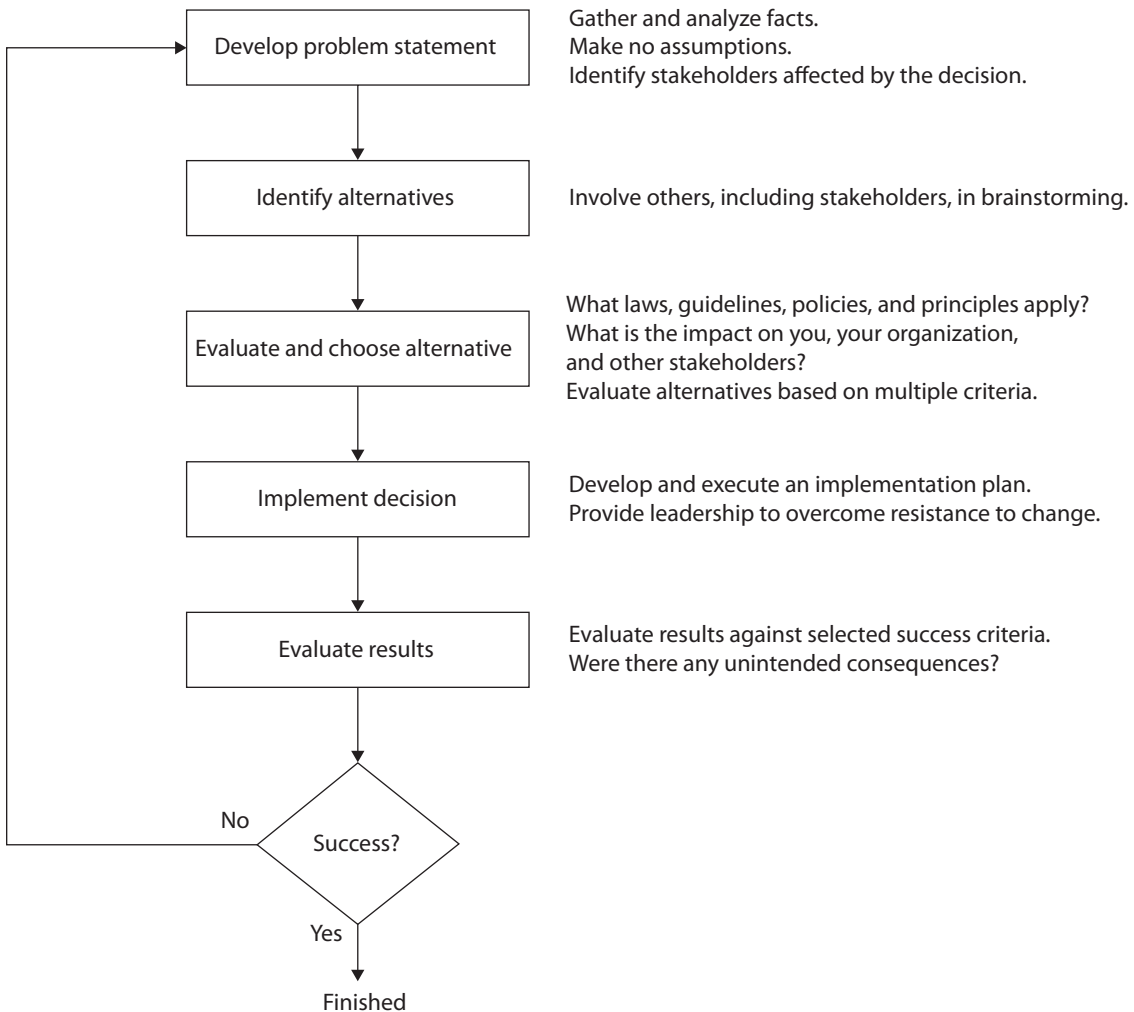 Develop problem statement
Gather and analyze facts.
Make no assumptions.
Identify stakeholders affected by the decision.
Identify alternatives
Involve others, including stakeholders, in brainstorming.
Evaluate and choose alternative
What laws, guidelines, policies, and principles apply?
What is the impact on you, your organization,
and other stakeholders?
Evaluate alternatives based on multiple criteria.
Implement decision
Develop and execute an implementation plan.
Provide leadership to overcome resistance to change.
Evaluate results
Evaluate results against selected success criteria.
Were there any unintended consequences?
No
Success?
Yes
Finished